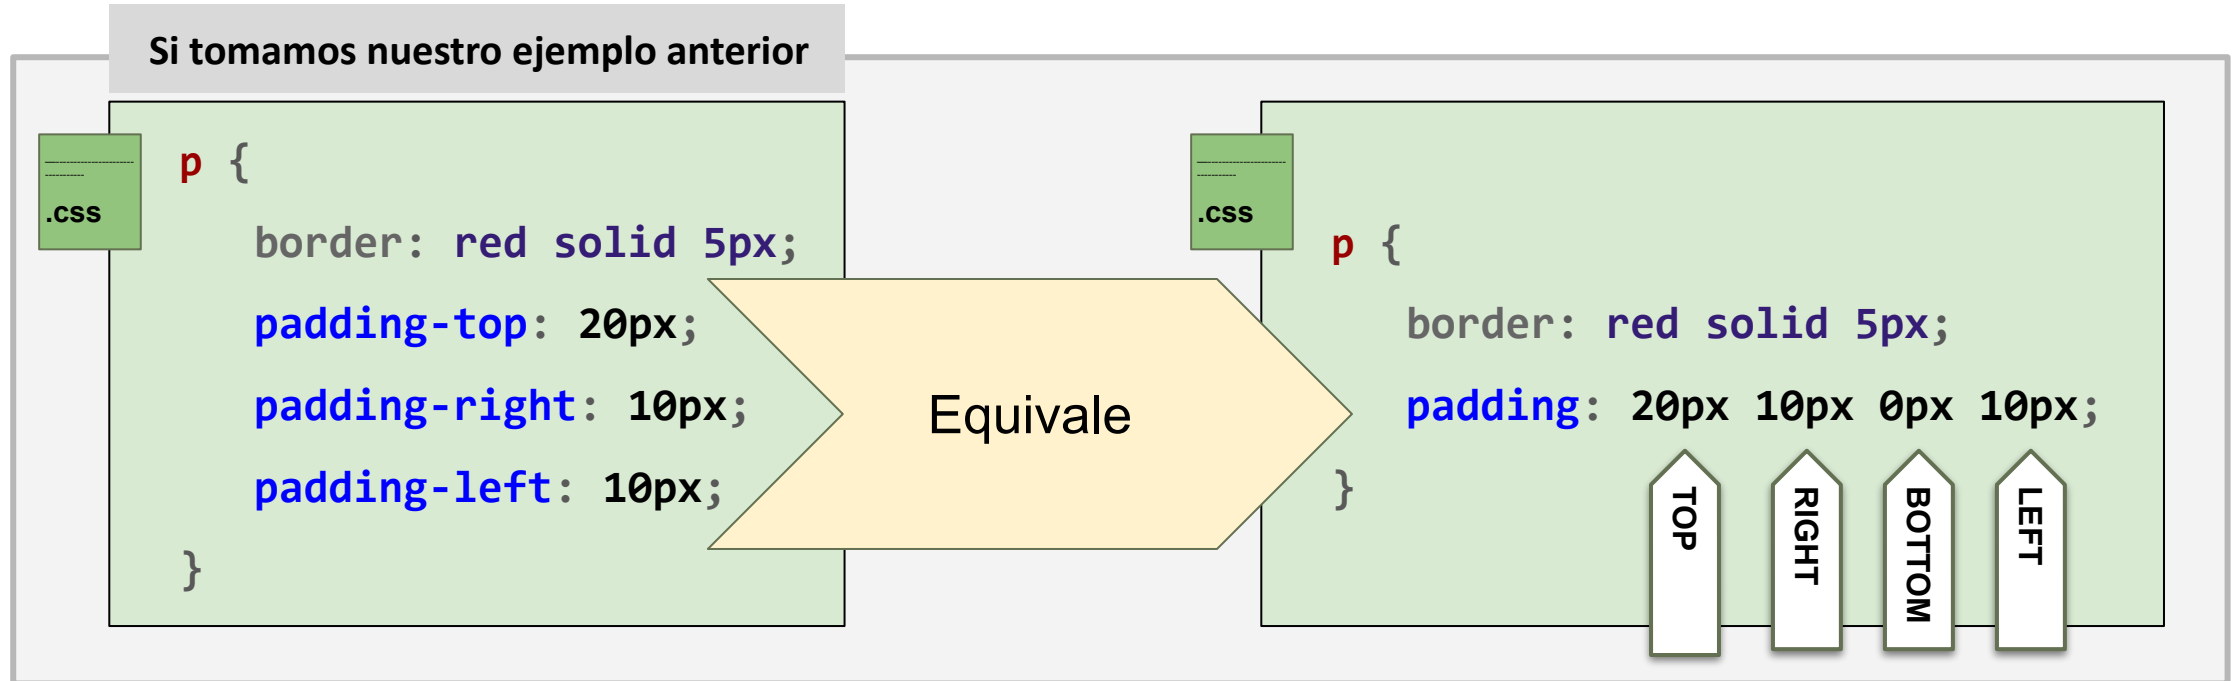 Si tomamos nuestro ejemplo anterior
.css
p {
border: red solid 5px;
padding-top: 20px;
padding-right: 10px;
padding-left: 10px;
}
Equivale
.css
p {
border: red solid 5px;
padding: 20px 10px 0px 10px;
}
TOP
RIGHT
BOTTOM
LEFT